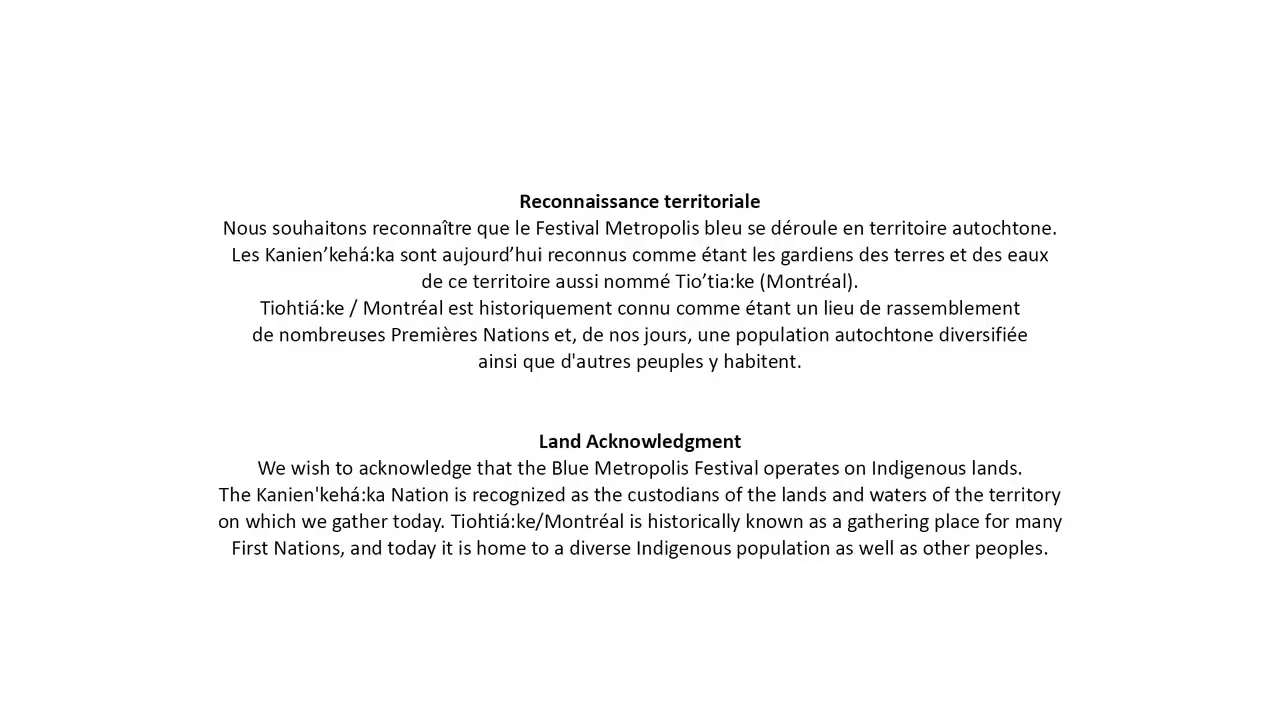 Reconnaissance territoriale
Nous souhaitons reconnaître que le Festival Metropolis bleu se déroule en territoire autochtone.
Les Kanien’kehá:ka sont aujourd’hui reconnus comme étant les gardiens des terres et des eaux
de ce territoire aussi nommé Tio’tia:ke (Montréal).
Tiohtiá:ke / Montréal est historiquement connu comme étant un lieu de rassemblement
de nombreuses Premières Nations et, de nos jours, une population autochtone diversifiée
ainsi que d'autres peuples y habitent.
Land Acknowledgment
We wish to acknowledge that the Blue Metropolis Festival operates on Indigenous lands.
The Kanien'kehá:ka Nation is recognized as the custodians of the lands and waters of the territory
on which we gather today. Tiohtiá:ke/Montréal is historically known as a gathering place for many
First Nations, and today it is home to a diverse Indigenous population as well as other peoples.